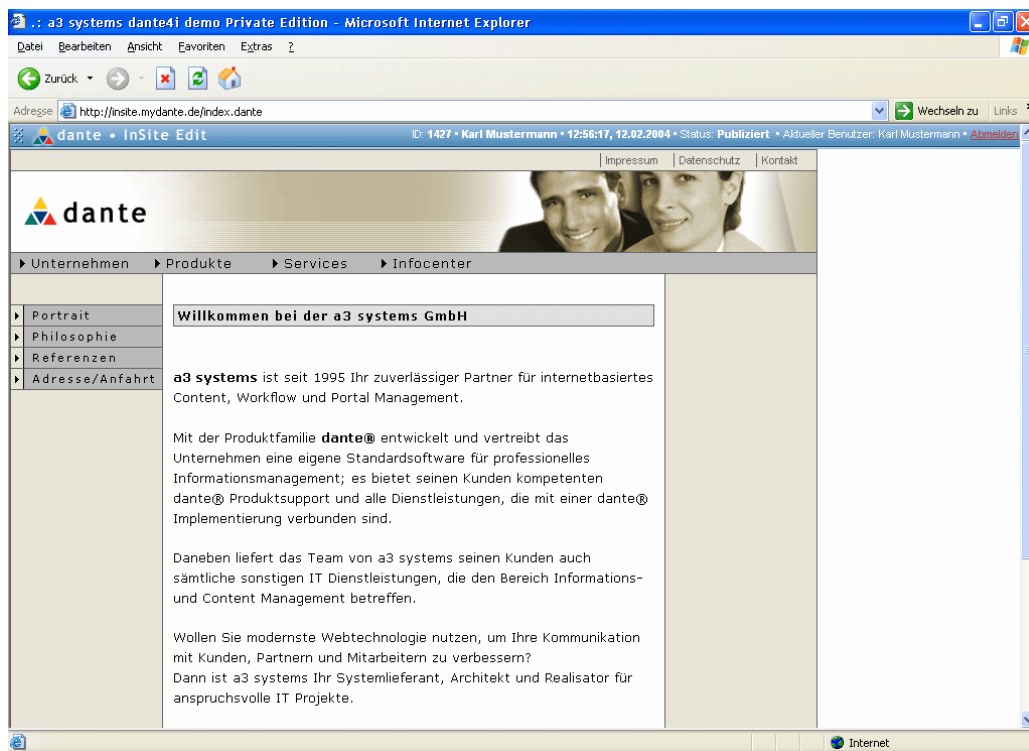 .: a3 systems dante4i demo Private Edition - Microsoft Internet Explorer
Datei Bearbeiten Ansicht Favoriten Extras ?
Zurück
Adresse http://insite.mydante.de/index.dante Wechseln zu Links
dante • InSite Edit ID: 1427 • Karl Mustermann • 12:56:17, 12.02.2004 • Status: Publiziert • Aktueller Benutzer: Karl Mustermann • Abmelden
| Impressum | Datenschutz | Kontakt
dante
Unternehmen Produkte Services Infocenter
Portrait
Philosophie
Referenzen
Adresse/Anfahrt
Willkommen bei der a3 systems GmbH
a3 systems ist seit 1995 Ihr zuverlässiger Partner für internetbasiertes
Content, Workflow und Portal Management.
Mit der Produktfamilie dante® entwickelt und vertreibt das
Unternehmen eine eigene Standardsoftware für professionelles
Informationsmanagement; es bietet seinen Kunden kompetenten
dante® Produktsupport und alle Dienstleistungen, die mit einer dante®
Implementierung verbunden sind.
Daneben liefert das Team von a3 systems seinen Kunden auch
sämtliche sonstigen IT Dienstleistungen, die den Bereich Informations-
und Content Management betreffen.
Wollen Sie modernste Webtechnologie nutzen, um Ihre Kommunikation
mit Kunden, Partnern und Mitarbeitern zu verbessern?
Dann ist a3 systems Ihr Systemlieferant, Architekt und Realisator für
anspruchsvolle IT Projekte.
Internet